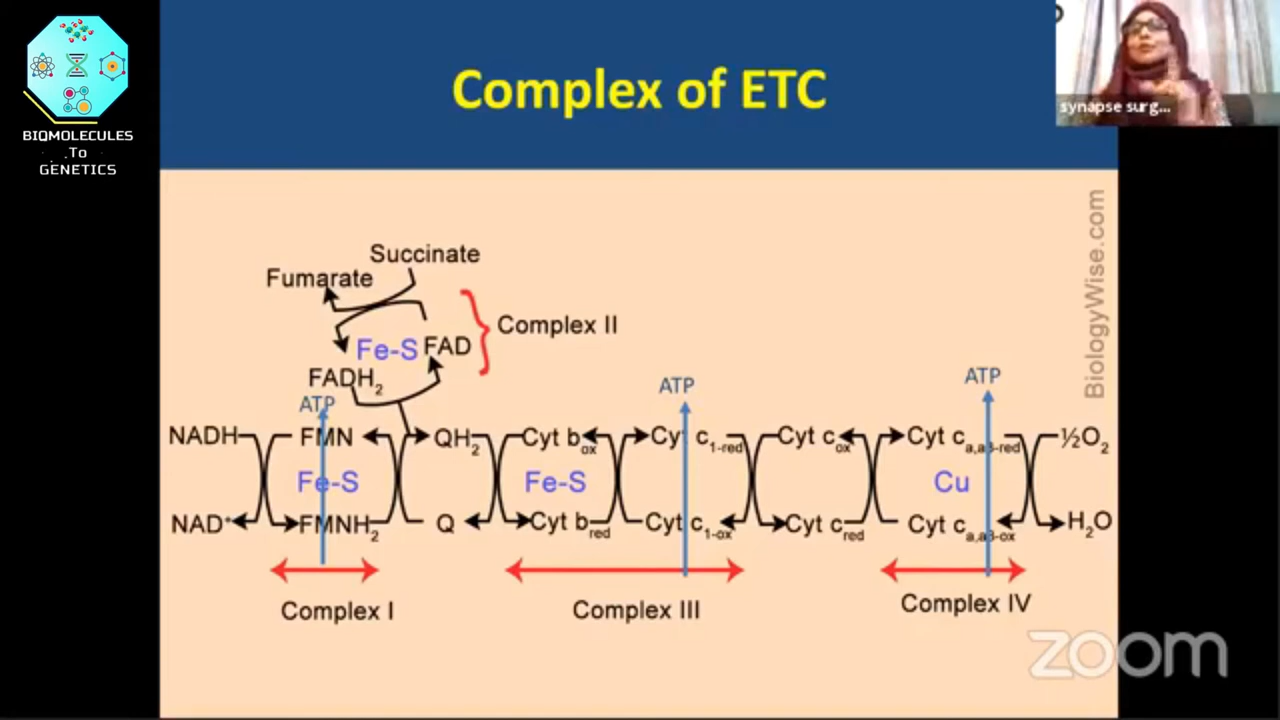 Complex of ETC
synapse surg...
BIOMOLECULES
. .To
GENETICS
BiologyWise.com
Succinate
Fumarate
Complex II
Fe-S FAD
FADH2
ATP
ATP
ATP
NADH FMN QH2 Cyt box Cyt c1-red Cyt cox Cyt ca,a3-red ½O2
Fe-S Fe-S Cu
NAD+ FMNH2 Q Cyt bred Cyt c1-ox Cyt cred Cyt ca,a3-ox H2O
Complex I Complex III Complex IV
zoom